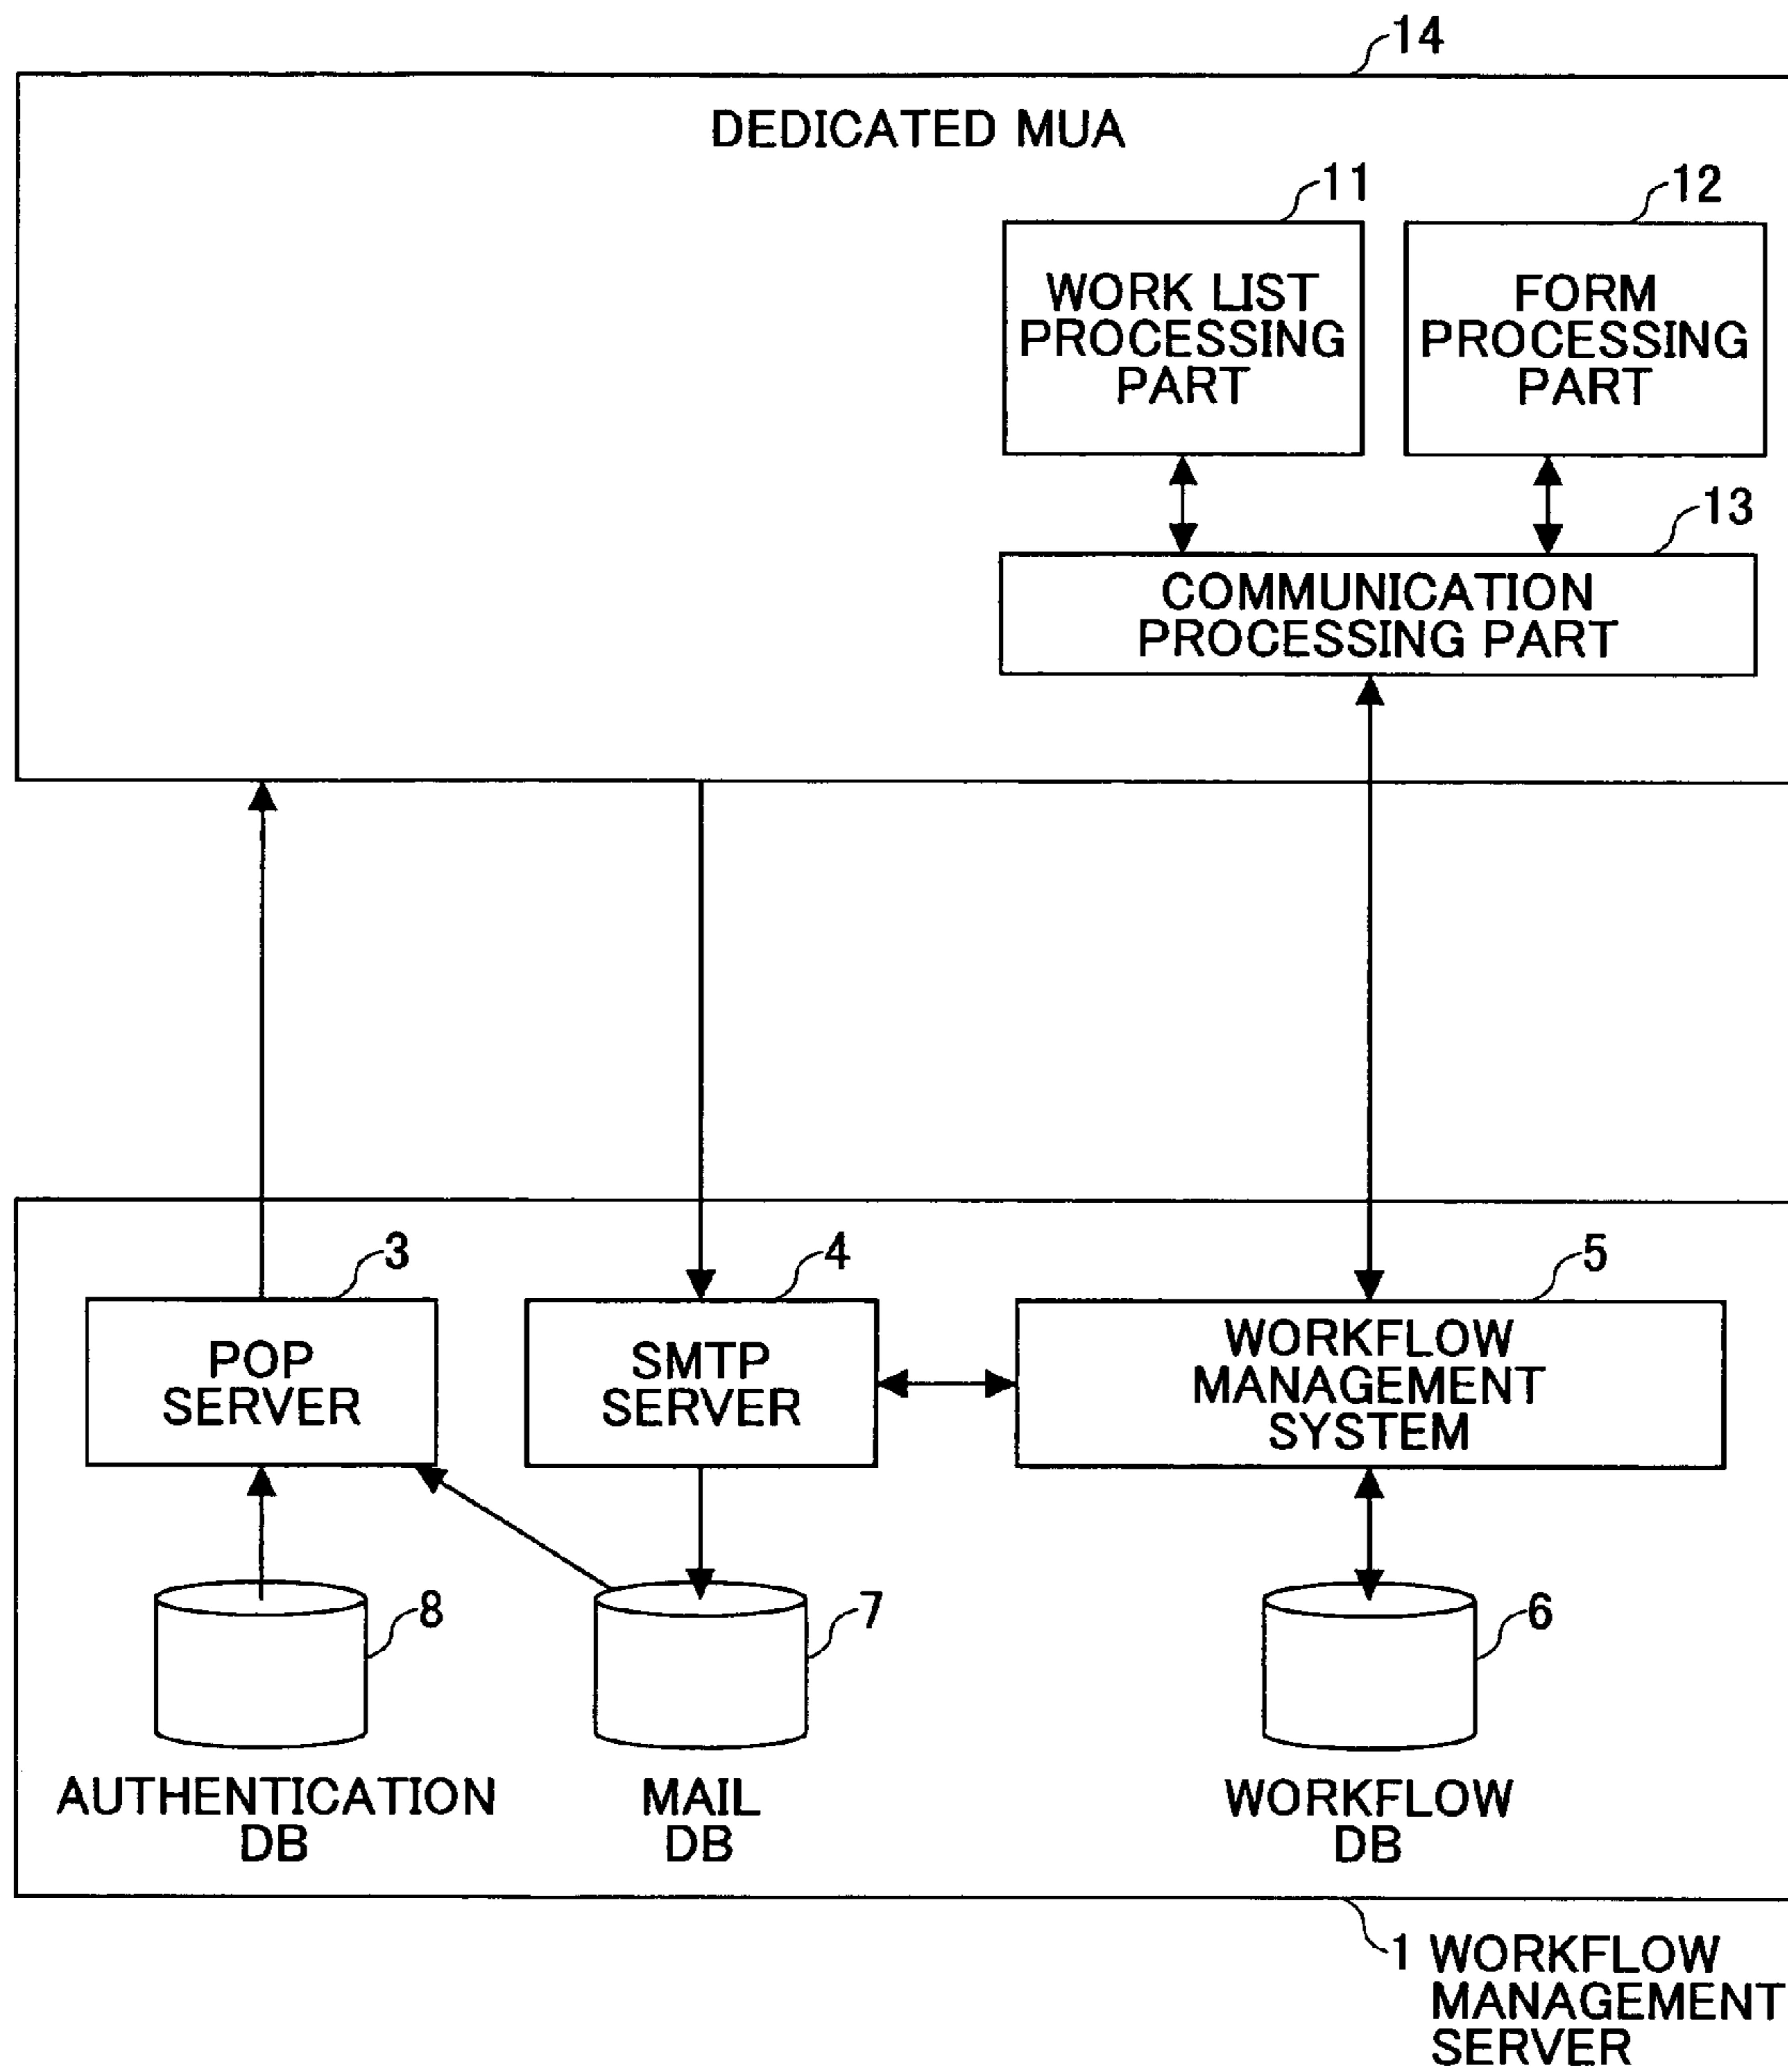 14
DEDICATED MUA
11
12
WORK LIST
PROCESSING
PART
FORM
PROCESSING
PART
13
COMMUNICATION
PROCESSING PART
3
4
5
POP
SERVER
SMTP
SERVER
WORKFLOW
MANAGEMENT
SYSTEM
8
7
6
AUTHENTICATION
DB
MAIL
DB
WORKFLOW
DB
1 WORKFLOW
MANAGEMENT
SERVER